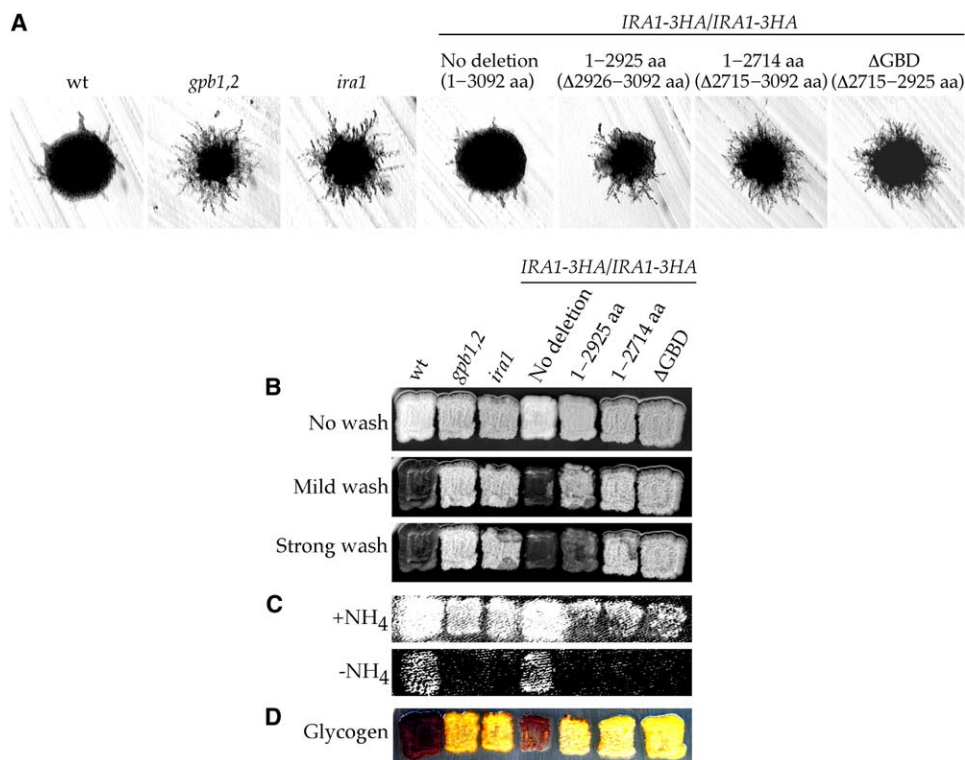 A
IRA1-3HA/IRA1-3HA
wt
gpb1,2
ira1
No deletion
(1–3092 aa)
1–2925 aa
(Δ2926–3092 aa)
1–2714 aa
(Δ2715–3092 aa)
ΔGBD
(Δ2715–2925 aa)
IRA1-3HA/IRA1-3HA
wt
gpb1,2
ira1
No deletion
1–2925 aa
1–2714 aa
ΔGBD
B
No wash
Mild wash
Strong wash
C
+NH4
-NH4
D
Glycogen